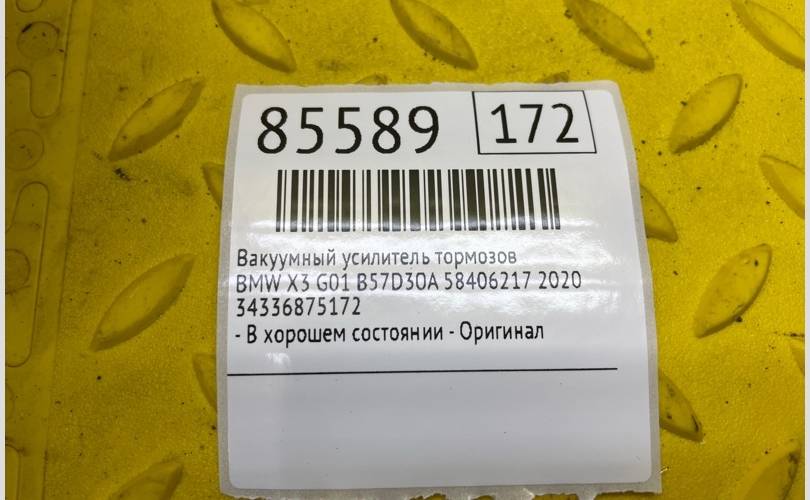 85589 172
Вакуумный усилитель тормозов
BMW X3 G01 B57D30A 58406217 2020
34336875172
- В хорошем состоянии - Оригинал